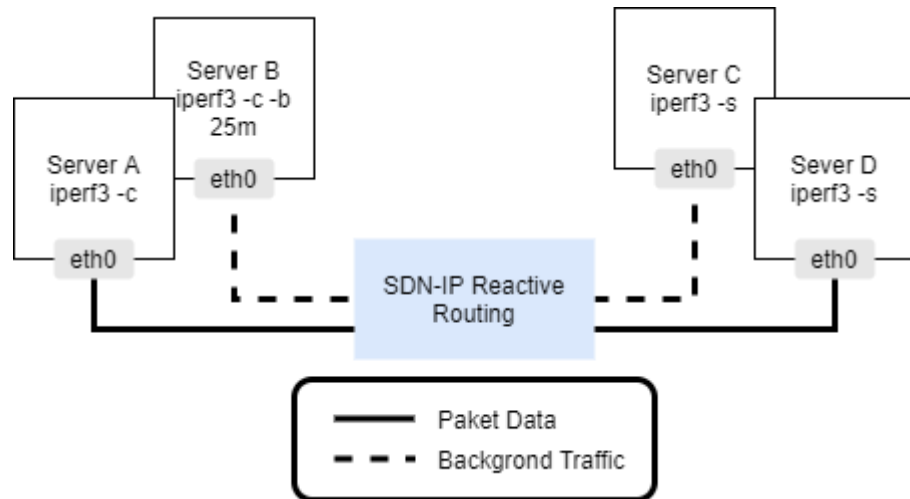 Server B
iperf3 -c -b
25m
eth0
Server A
iperf3 -c
eth0
Server C
iperf3 -s
eth0
Sever D
iperf3 -s
eth0
SDN-IP Reactive
Routing
Paket Data
Backgrond Traffic